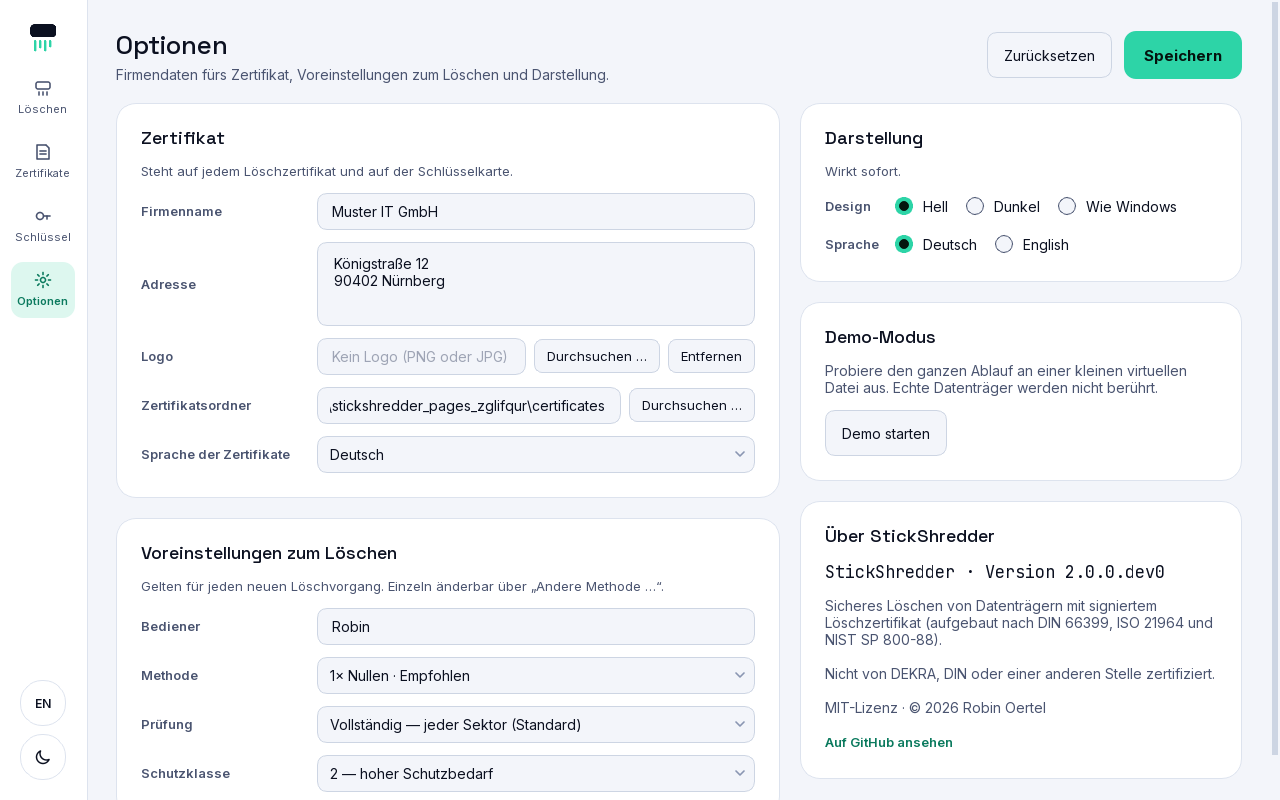 Löschen
Zertifikate
Schlüssel
Optionen
EN
Optionen
Firmendaten fürs Zertifikat, Voreinstellungen zum Löschen und Darstellung.
Zurücksetzen
Speichern
Zertifikat
Steht auf jedem Löschzertifikat und auf der Schlüsselkarte.
Firmenname
Muster IT GmbH
Adresse
Königstraße 12
90402 Nürnberg
Logo
Kein Logo (PNG oder JPG)
Durchsuchen …
Entfernen
Zertifikatsordner
stickshredder_pages_zglifqur\certificates
Durchsuchen …
Sprache der Zertifikate
Deutsch
Voreinstellungen zum Löschen
Gelten für jeden neuen Löschvorgang. Einzeln änderbar über „Andere Methode …“.
Bediener
Robin
Methode
1× Nullen · Empfohlen
Prüfung
Vollständig — jeder Sektor (Standard)
Schutzklasse
2 — hoher Schutzbedarf
Darstellung
Wirkt sofort.
Design
Hell
Dunkel
Wie Windows
Sprache
Deutsch
English
Demo-Modus
Probiere den ganzen Ablauf an einer kleinen virtuellen
Datei aus. Echte Datenträger werden nicht berührt.
Demo starten
Über StickShredder
StickShredder · Version 2.0.0.dev0
Sicheres Löschen von Datenträgern mit signiertem
Löschzertifikat (aufgebaut nach DIN 66399, ISO 21964 und
NIST SP 800-88).
Nicht von DEKRA, DIN oder einer anderen Stelle zertifiziert.
MIT-Lizenz · © 2026 Robin Oertel
Auf GitHub ansehen